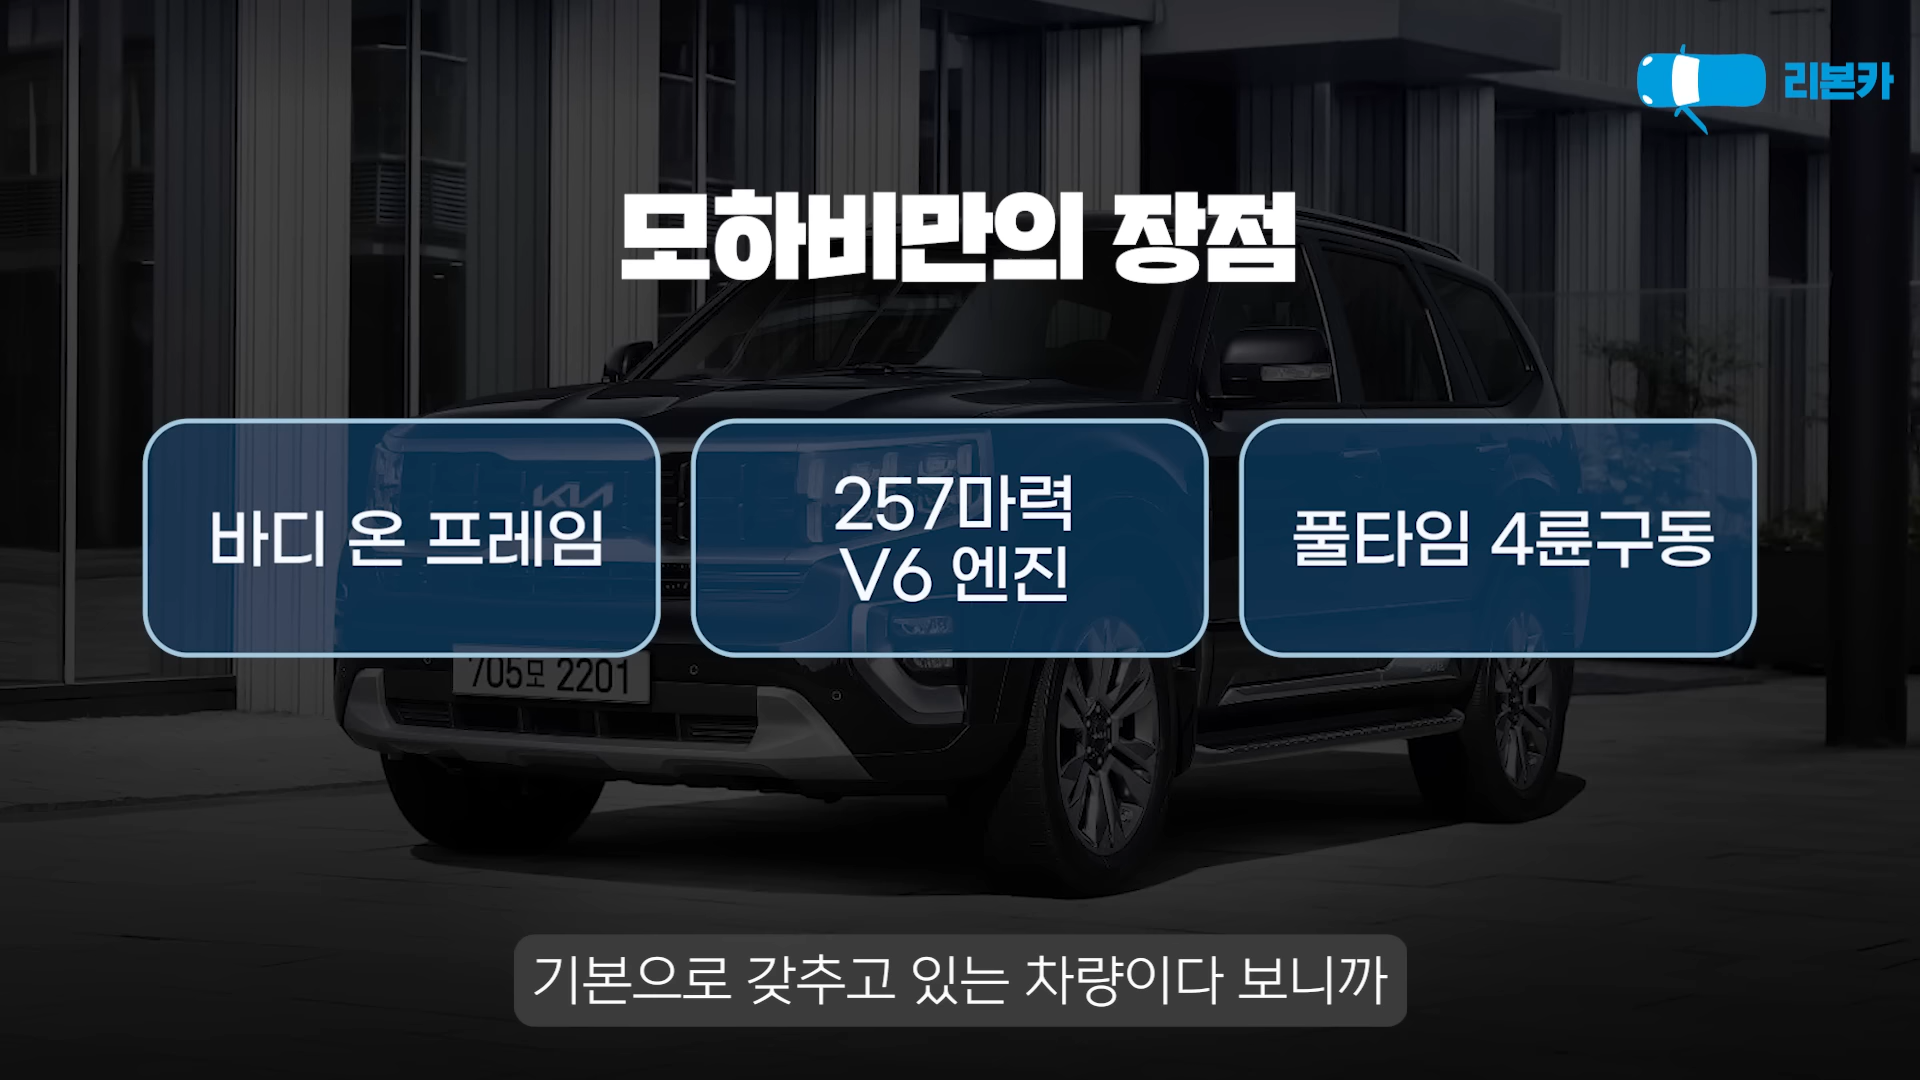 리본카
모하비만의 장점
바디 온 프레임
257마력
V6 엔진
풀타임 4륜구동
705모 2201
기본으로 갖추고 있는 차량이다 보니까